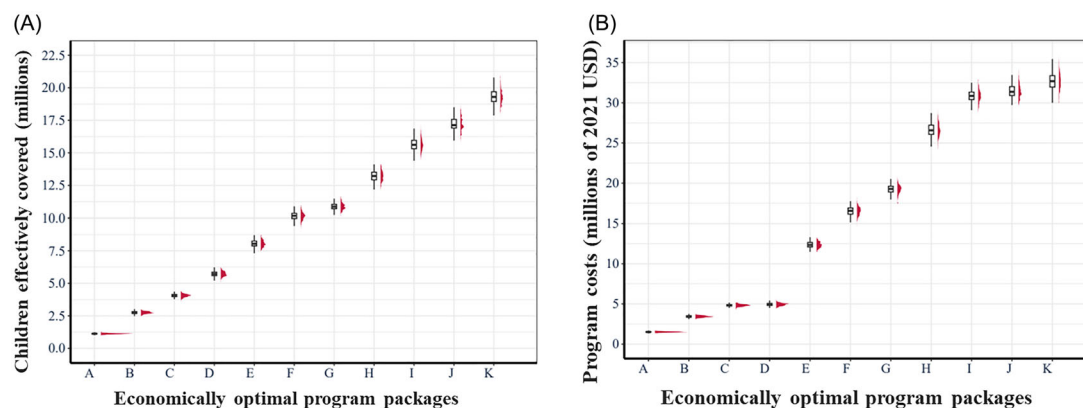 (A)
Children effectively covered (millions)
22.5
20.0
17.5
15.0
12.5
10.0
7.5
5.0
2.5
0.0
A B C D E F G H I J K
Economically optimal program packages
(B)
Program costs (millions of 2021 USD)
35
30
25
20
15
10
5
0
A B C D E F G H I J K
Economically optimal program packages